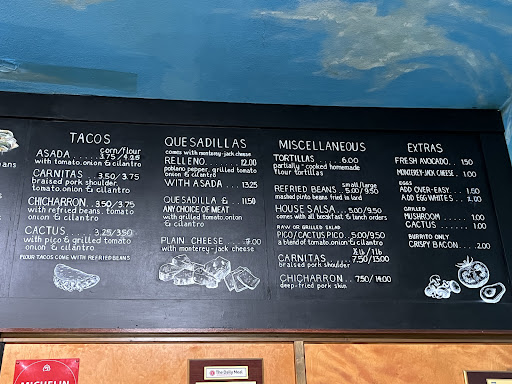 ans
TACOS
corn/flour
ASADA .... 3.75/4.25
with tomato.onion & cilantro
CARNITAS ..3.50/3.75
braised pork shoulder,
tomato.onion & cilantro
CHICHARRON..3.50/3.75
with refried beans. tomato
onion & cilantro
CACTUS ..... 3.25/3.50
with pico & grilled tomato
onion & cilantro
FLOUR TACOS COME WITH REFRIED BEANS
QUESADILLAS
comes with monterey-jack cheese
RELLENO....... 12.00
poblano pepper, grilled tomato
onion & cilantro
WITH ASADA ... 13.25
QUESADILLA & .. 11.50
ANY CHOICE OF MEAT
with grilled tomato.onion
& cilantro
PLAIN CHEESE ....7.00
with monterey-jack cheese
MISCELLANEOUS
TORTILLAS ...... 6.00
partially-cooked homemade
flour tortillas
small/large
REFRIED BEANS. 5.00/9.50
mashed pinto beans fried in lard
HOUSE SALSA .. 5.00/9.50
comes with all breakfast & lunch orders
RAW OR GRILLED SALAD
PICO/CACTUS PICO. 5.00/9.50
a blend of tomato.onion & cilantro
½ lb/1 lb
CARNITAS ..... 7.50/13.00
braised pork shoulder
CHICHARRON...7.50/14.00
deep-fried pork skin
EXTRAS
FRESH AVOCADO.. 1.50
MONTEREY-JACK CHEESE. 1.00
EGGS
ADD OVER-EASY... 1.50
ADD EGG WHITES. 2.00
GRILLED
MUSHROOM ...... 1.00
CACTUS ........ 1.00
BURRITO ONLY
CRISPY BACON....2.00
MICHELIN
The Daily Meal